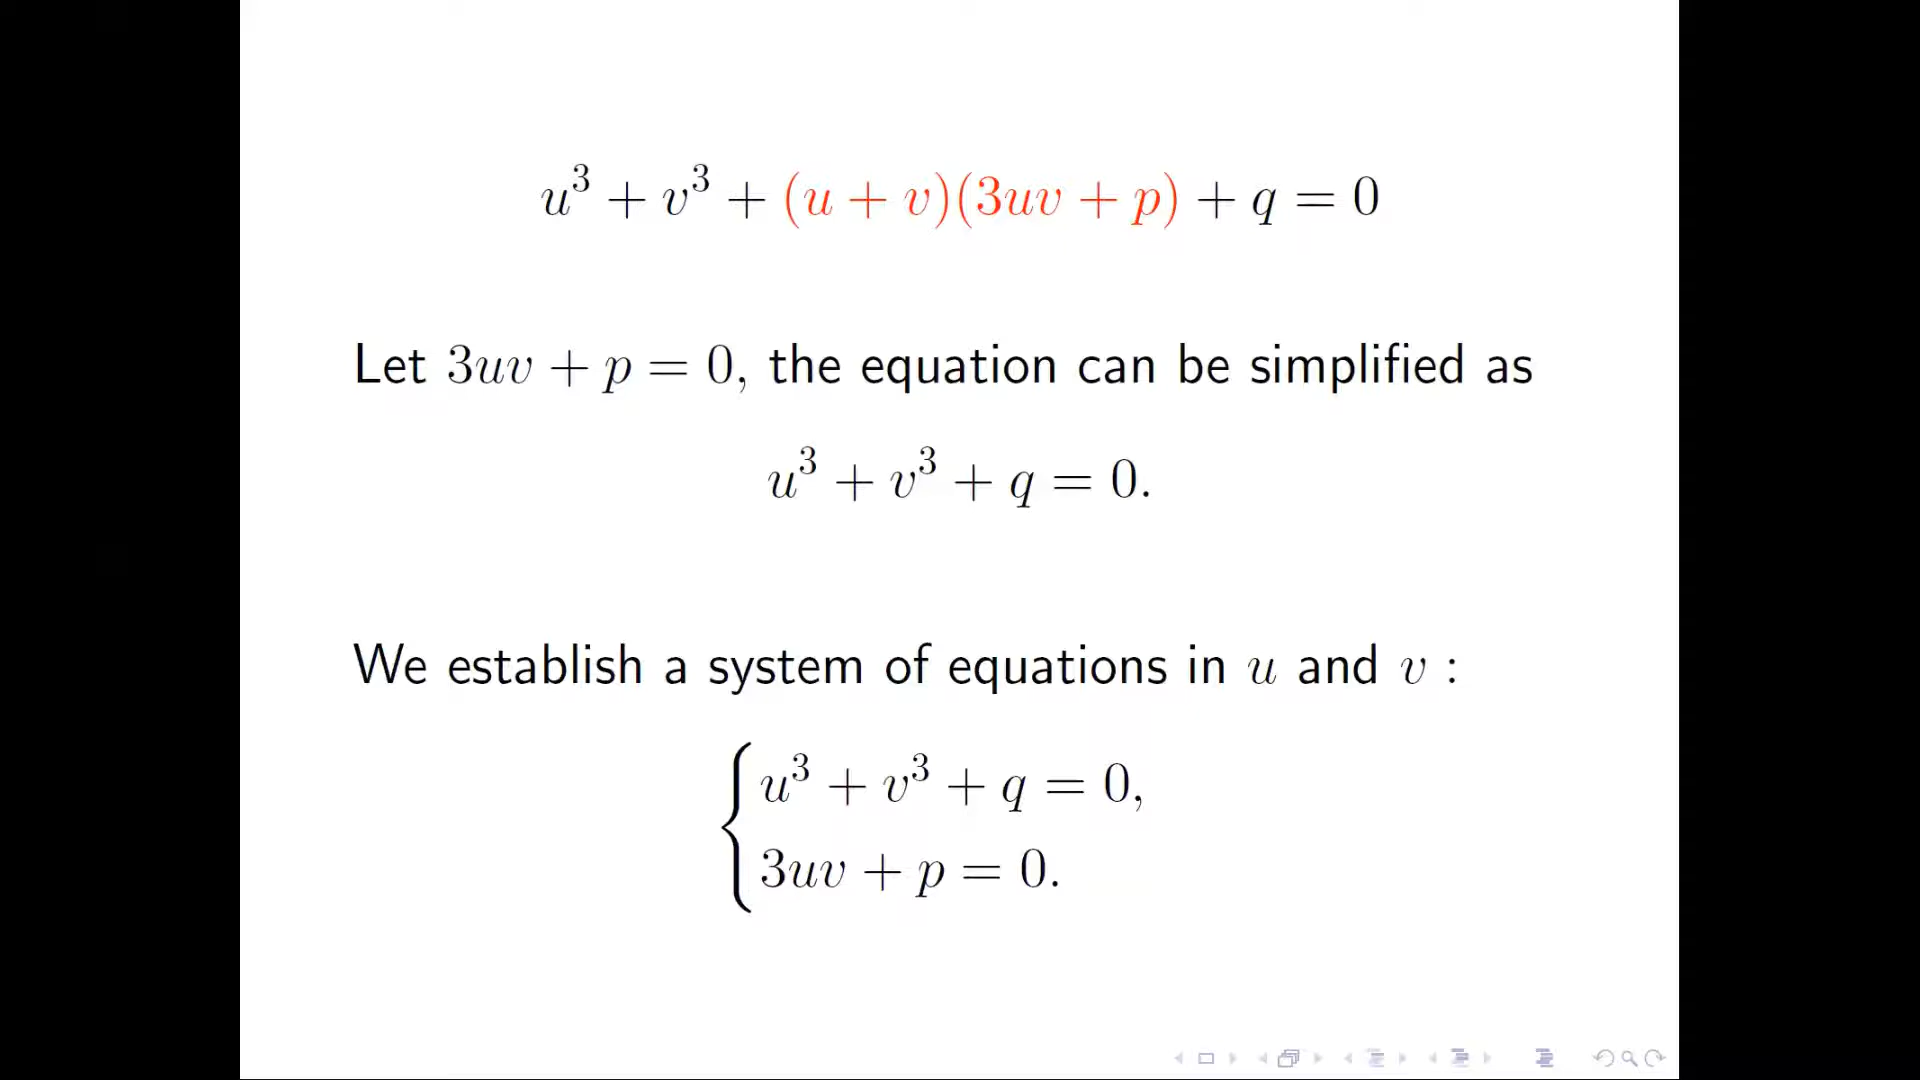 u³ + v³ + (u + v)(3uv + p) + q = 0
Let 3uv + p = 0, the equation can be simplified as
u³ + v³ + q = 0.
We establish a system of equations in u and v :
u³ + v³ + q = 0,
3uv + p = 0.